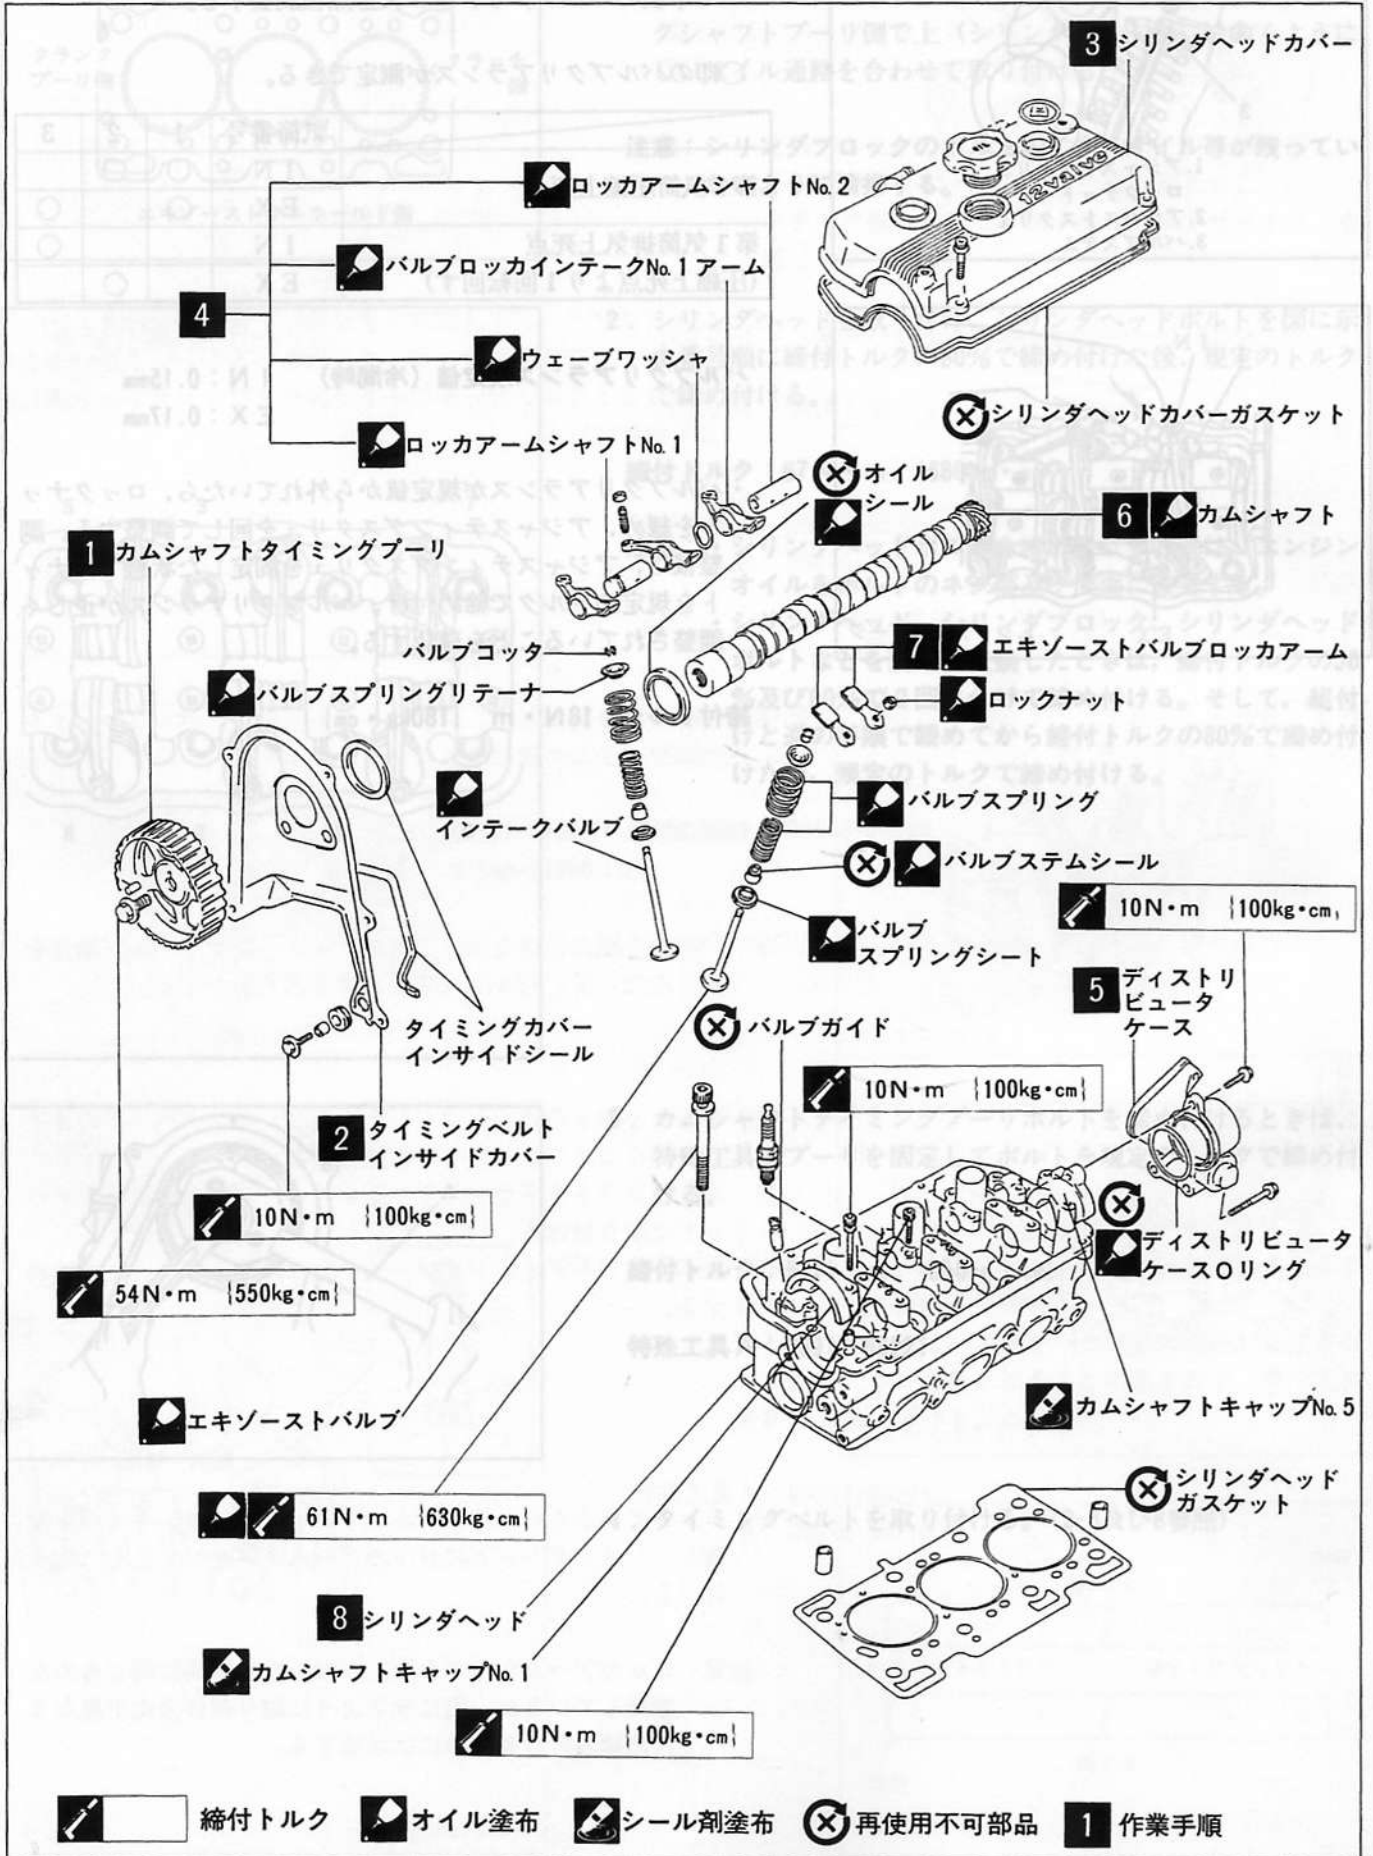 3 シリンダヘッドカバー
12valve
ロッカアームシャフトNo.2
バルブロッカインテークNo.1アーム
4
ウェーブワッシャ
シリンダヘッドカバーガスケット
ロッカアームシャフトNo.1
オイル
シール
6 カムシャフト
1 カムシャフトタイミングプーリ
7 エキゾーストバルブロッカアーム
バルブコッタ
ロックナット
バルブスプリングリテーナ
バルブスプリング
インテークバルブ
バルブステムシール
10N・m {100kg・cm}
バルブ
スプリングシート
5 ディストリ
ビュータ
ケース
バルブガイド
タイミングカバー
インサイドシール
10N・m {100kg・cm}
2 タイミングベルト
インサイドカバー
10N・m {100kg・cm}
ディストリビュータ
ケースOリング
54N・m {550kg・cm}
エキゾーストバルブ
カムシャフトキャップNo.5
シリンダヘッド
ガスケット
61N・m {630kg・cm}
8 シリンダヘッド
カムシャフトキャップNo.1
10N・m {100kg・cm}
締付トルク オイル塗布 シール剤塗布 再使用不可部品 1 作業手順